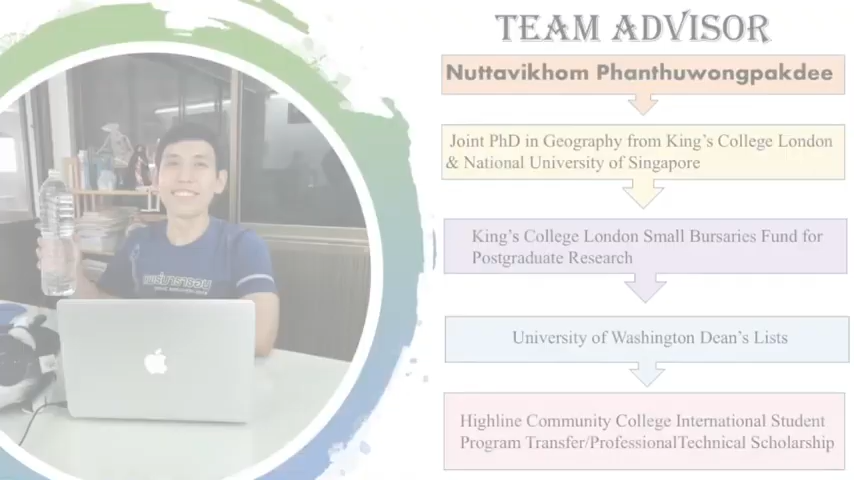 TEAM ADVISOR
Nuttavikhom Phanthuwongpakdee
Joint PhD in Geography from King's College London
& National University of Singapore
King's College London Small Bursaries Fund for
Postgraduate Research
University of Washington Dean's Lists
Highline Community College International Student
Program Transfer/ProfessionalTechnical Scholarship